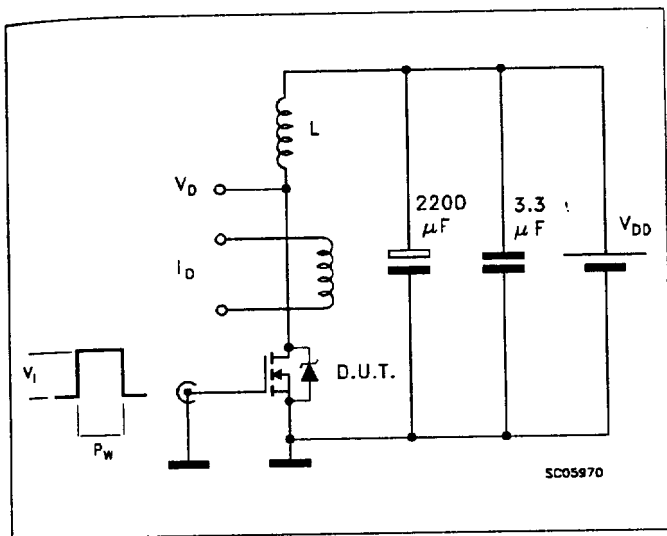 L
V_D
2200
μF
3.3
μF
V_DD
I_D
V_I
D.U.T.
P_W
SC05970